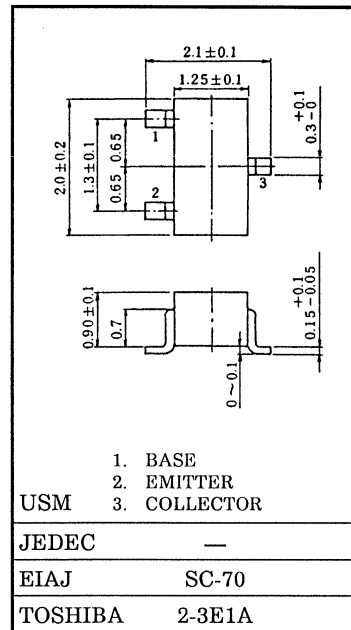 2.1±0.1
1.25±0.1
+0.1
0.3-0
2.0±0.2
1.3±0.1
0.65
0.65
1
2
3
0.90±0.1
0.7
+0.1
0.15-0.05
0~0.1
1. BASE
2. EMITTER
USM 3. COLLECTOR
JEDEC —
EIAJ SC-70
TOSHIBA 2-3E1A